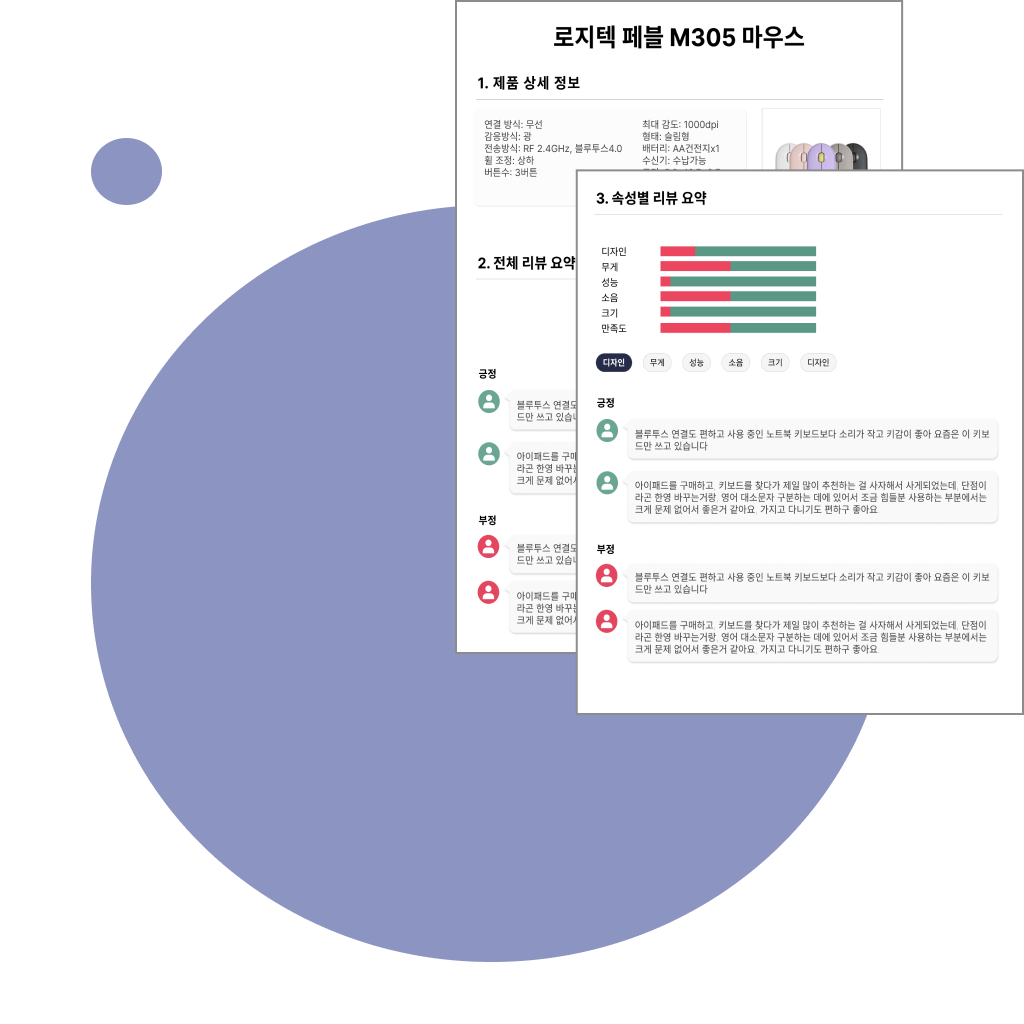 로지텍 페블 M305 마우스
1. 제품 상세 정보
연결 방식: 무선
감응방식: 광
전송방식: RF 2.4GHz, 블루투스4.0
휠 조정: 상하
버튼수: 3버튼
최대 감도: 1000dpi
형태: 슬림형
배터리: AA건전지x1
수신기: 수납가능
2. 전체 리뷰 요약
긍정
블루투스 연결도
드만 쓰고 있습니
아이패드를 구매
라곤 한영 바꾸는
크게 문제 없어서
부정
블루투스 연결도
드만 쓰고 있습니
아이패드를 구매
라곤 한영 바꾸는
크게 문제 없어서
3. 속성별 리뷰 요약
디자인
무게
성능
소음
크기
만족도
디자인 무게 성능 소음 크기 디자인
긍정
블루투스 연결도 편하고 사용 중인 노트북 키보드보다 소리가 작고 키감이 좋아 요즘은 이 키보
드만 쓰고 있습니다
아이패드를 구매하고, 키보드를 찾다가 제일 많이 추천하는 걸 사자해서 사게되었는데, 단점이
라곤 한영 바꾸는거랑, 영어 대소문자 구분하는 데에 있어서 조금 힘들분 사용하는 부분에서는
크게 문제 없어서 좋은거 같아요, 가지고 다니기도 편하구 좋아요
부정
블루투스 연결도 편하고 사용 중인 노트북 키보드보다 소리가 작고 키감이 좋아 요즘은 이 키보
드만 쓰고 있습니다
아이패드를 구매하고, 키보드를 찾다가 제일 많이 추천하는 걸 사자해서 사게되었는데, 단점이
라곤 한영 바꾸는거랑, 영어 대소문자 구분하는 데에 있어서 조금 힘들분 사용하는 부분에서는
크게 문제 없어서 좋은거 같아요, 가지고 다니기도 편하구 좋아요